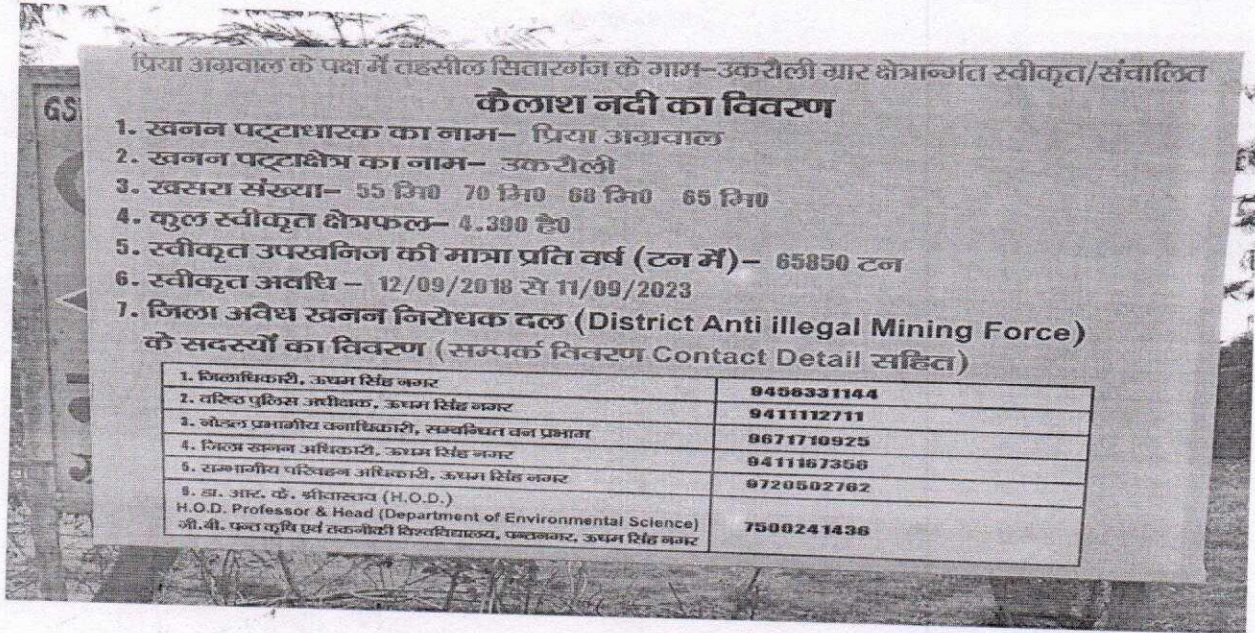 प्रिया अग्रवाल के पक्ष में तहसील सितारगंज के ग्राम-उकरौली ग्रार क्षेत्रान्र्गत स्वीकृत/संचालित
GS
कैलाश नदी का विवरण
1. खनन पट्टाधारक का नाम- प्रिया अग्रवाल
2. खनन पट्टाक्षेत्र का नाम- उकरौली
3. खसरा संख्या- 55 मि0 70 मि0 68 मि0 65 मि0
4. कुल स्वीकृत क्षेत्रफल- 4.390 है0
5. स्वीकृत उपखनिज की मात्रा प्रति वर्ष (टन में)- 65850 टन
6. स्वीकृत अवधि - 12/09/2018 से 11/09/2023
7. जिला अवैध खनन निरोधक दल (District Anti illegal Mining Force)
के सदस्यों का विवरण (सम्पर्क विवरण Contact Detail सहित)
1. जिलाधिकारी, ऊधम सिंह नगर 9456331144
2. वरिष्ठ पुलिस अधीक्षक, ऊधम सिंह नगर 9411112711
3. नोडल प्रभागीय वनाधिकारी, सम्बन्धित वन प्रभाग 9671710925
4. जिला खनन अधिकारी, ऊधम सिंह नगर 9411167358
5. सम्भागीय परिवहन अधिकारी, ऊधम सिंह नगर 9720502762
6. डा. आर. के. श्रीवास्तव (H.O.D.)
H.O.D. Professor & Head (Department of Environmental Science) 7500241436
जी.बी. पन्त कृषि एवं तकनीकी विश्वविद्यालय, पन्तनगर, ऊधम सिंह नगर